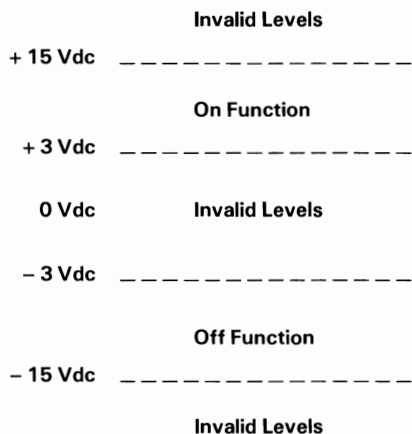 Invalid Levels
+ 15 Vdc
On Function
+ 3 Vdc
0 Vdc Invalid Levels
– 3 Vdc
Off Function
– 15 Vdc
Invalid Levels